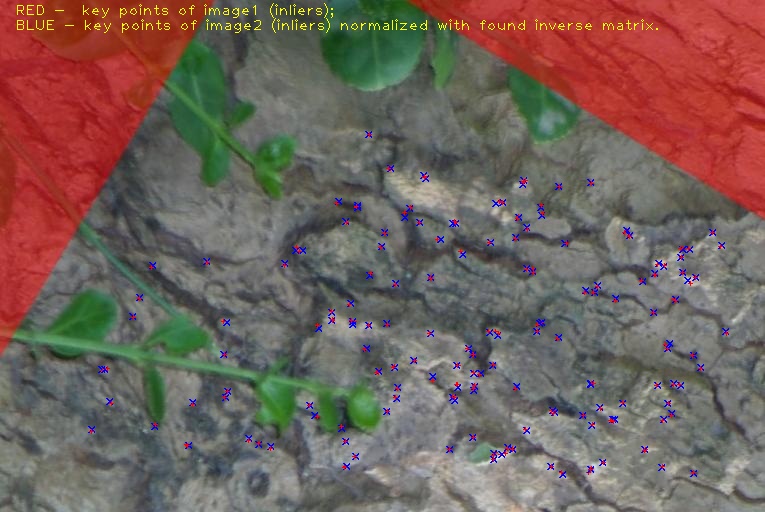 RED -  key points of image1 (inliers);
BLUE - key points of image2 (inliers) normalized with found inverse matrix.